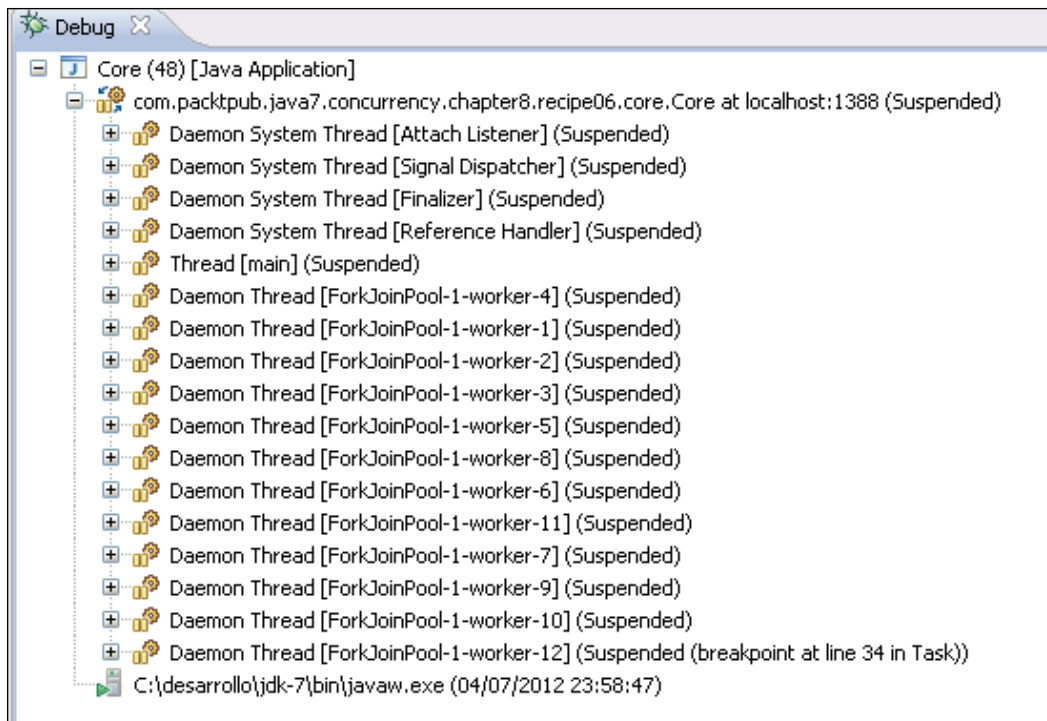 Debug
Core (48) [Java Application]
com.packtpub.java7.concurrency.chapter8.recipe06.core.Core at localhost:1388 (Suspended)
Daemon System Thread [Attach Listener] (Suspended)
Daemon System Thread [Signal Dispatcher] (Suspended)
Daemon System Thread [Finalizer] (Suspended)
Daemon System Thread [Reference Handler] (Suspended)
Thread [main] (Suspended)
Daemon Thread [ForkJoinPool-1-worker-4] (Suspended)
Daemon Thread [ForkJoinPool-1-worker-1] (Suspended)
Daemon Thread [ForkJoinPool-1-worker-2] (Suspended)
Daemon Thread [ForkJoinPool-1-worker-3] (Suspended)
Daemon Thread [ForkJoinPool-1-worker-5] (Suspended)
Daemon Thread [ForkJoinPool-1-worker-8] (Suspended)
Daemon Thread [ForkJoinPool-1-worker-6] (Suspended)
Daemon Thread [ForkJoinPool-1-worker-11] (Suspended)
Daemon Thread [ForkJoinPool-1-worker-7] (Suspended)
Daemon Thread [ForkJoinPool-1-worker-9] (Suspended)
Daemon Thread [ForkJoinPool-1-worker-10] (Suspended)
Daemon Thread [ForkJoinPool-1-worker-12] (Suspended (breakpoint at line 34 in Task))
C:\desarrollo\jdk-7\bin\javaw.exe (04/07/2012 23:58:47)